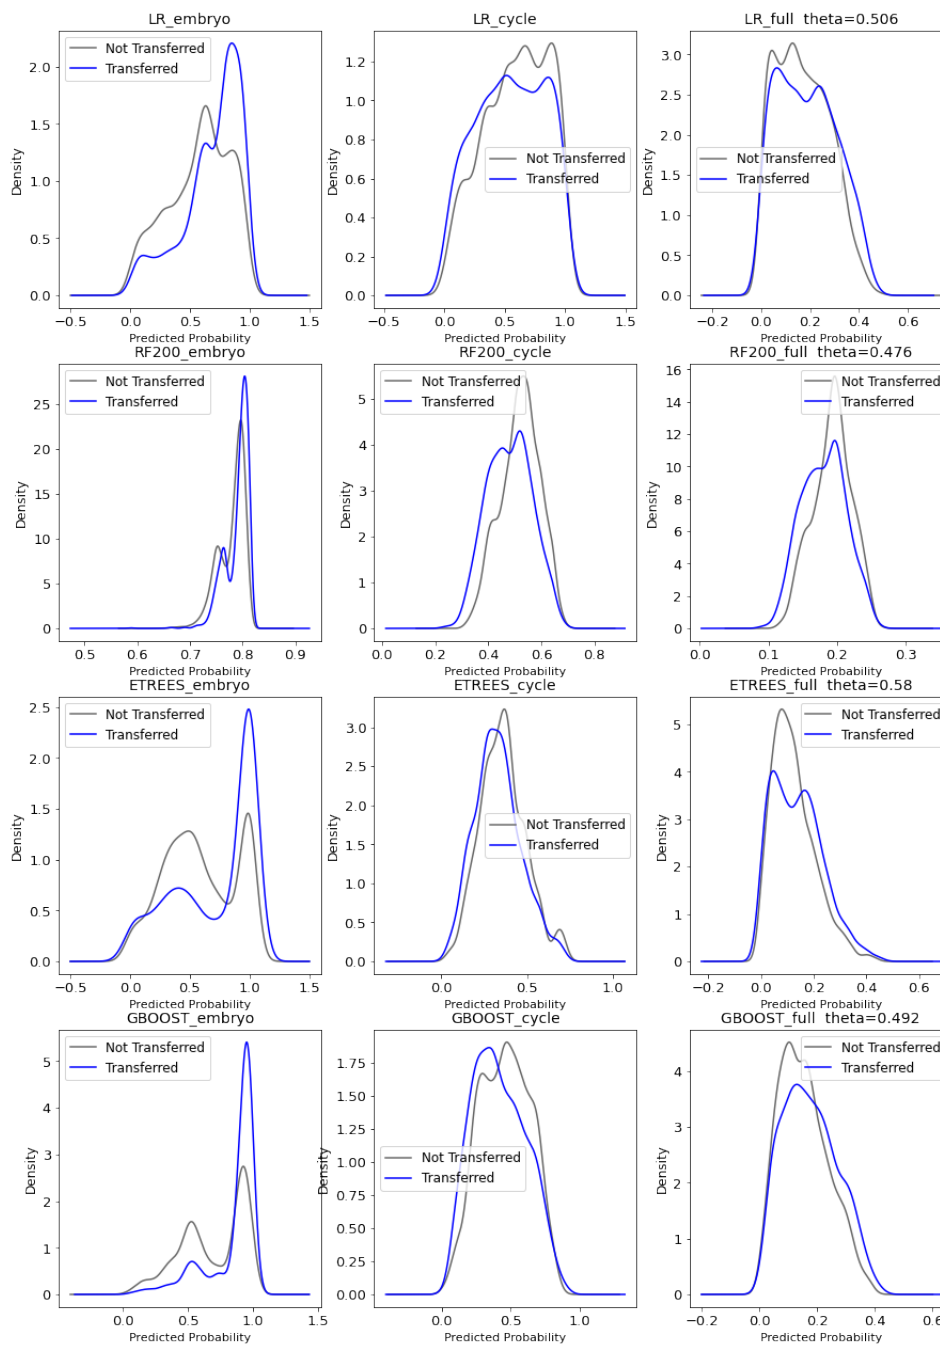 LR_embryo
Not Transferred
Transferred
2.0
1.5
1.0
0.5
0.0
Density
−0.5 0.0 0.5 1.0 1.5
Predicted Probability
LR_cycle
Not Transferred
Transferred
1.2
1.0
0.8
0.6
0.4
0.2
0.0
Density
−0.5 0.0 0.5 1.0 1.5
Predicted Probability
LR_full theta=0.506
Not Transferred
Transferred
3.0
2.5
2.0
1.5
1.0
0.5
0.0
Density
−0.2 0.0 0.2 0.4 0.6
Predicted Probability
RF200_embryo
Not Transferred
Transferred
25
20
15
10
5
0
Density
0.5 0.6 0.7 0.8 0.9
Predicted Probability
RF200_cycle
Not Transferred
Transferred
5
4
3
2
1
0
Density
0.0 0.2 0.4 0.6 0.8
Predicted Probability
RF200_full theta=0.476
Not Transferred
Transferred
16
14
12
10
8
6
4
2
0
Density
0.0 0.1 0.2 0.3
Predicted Probability
ETREES_embryo
Not Transferred
Transferred
2.5
2.0
1.5
1.0
0.5
0.0
Density
−0.5 0.0 0.5 1.0 1.5
Predicted Probability
ETREES_cycle
Not Transferred
Transferred
3.0
2.5
2.0
1.5
1.0
0.5
0.0
Density
0.0 0.5 1.0
Predicted Probability
ETREES_full theta=0.58
Not Transferred
Transferred
5
4
3
2
1
0
Density
−0.2 0.0 0.2 0.4 0.6
Predicted Probability
GBOOST_embryo
Not Transferred
Transferred
5
4
3
2
1
0
Density
0.0 0.5 1.0 1.5
Predicted Probability
GBOOST_cycle
Not Transferred
Transferred
1.75
1.50
1.25
1.00
0.75
0.50
0.25
0.00
Density
0.0 0.5 1.0
Predicted Probability
GBOOST_full theta=0.492
Not Transferred
Transferred
4
3
2
1
0
Density
−0.2 0.0 0.2 0.4 0.6
Predicted Probability